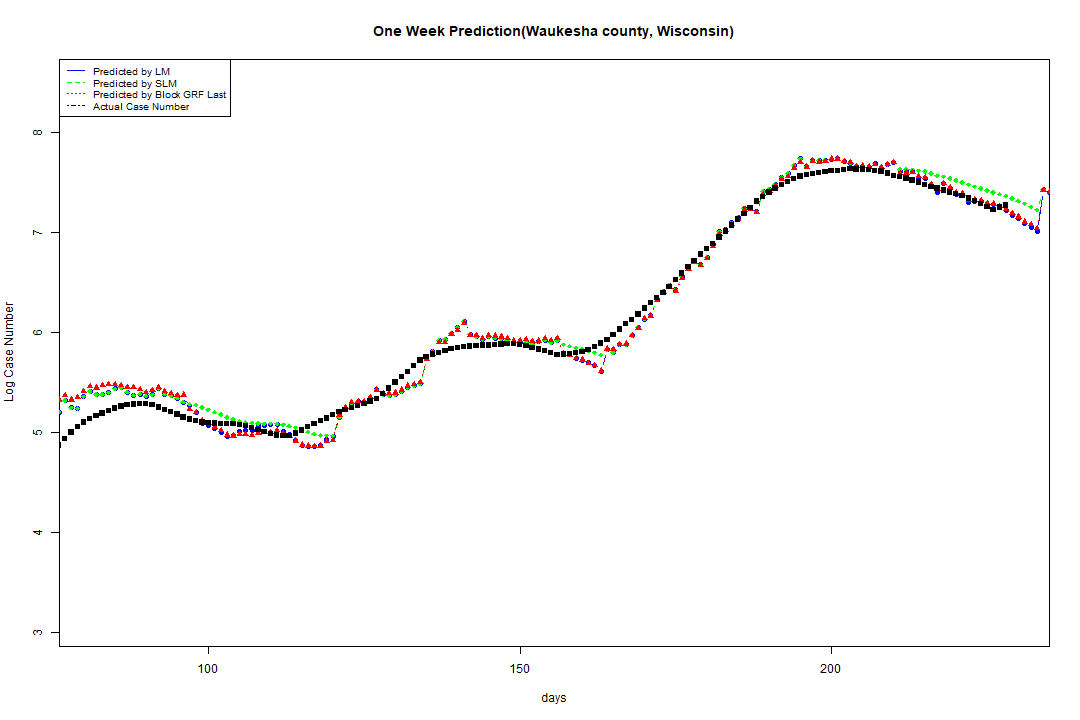 One Week Prediction(Waukesha county, Wisconsin)
Predicted by LM
Predicted by SLM
Predicted by Block GRF Last
Actual Case Number
8
7
6
5
4
3
Log Case Number
100
150
200
days